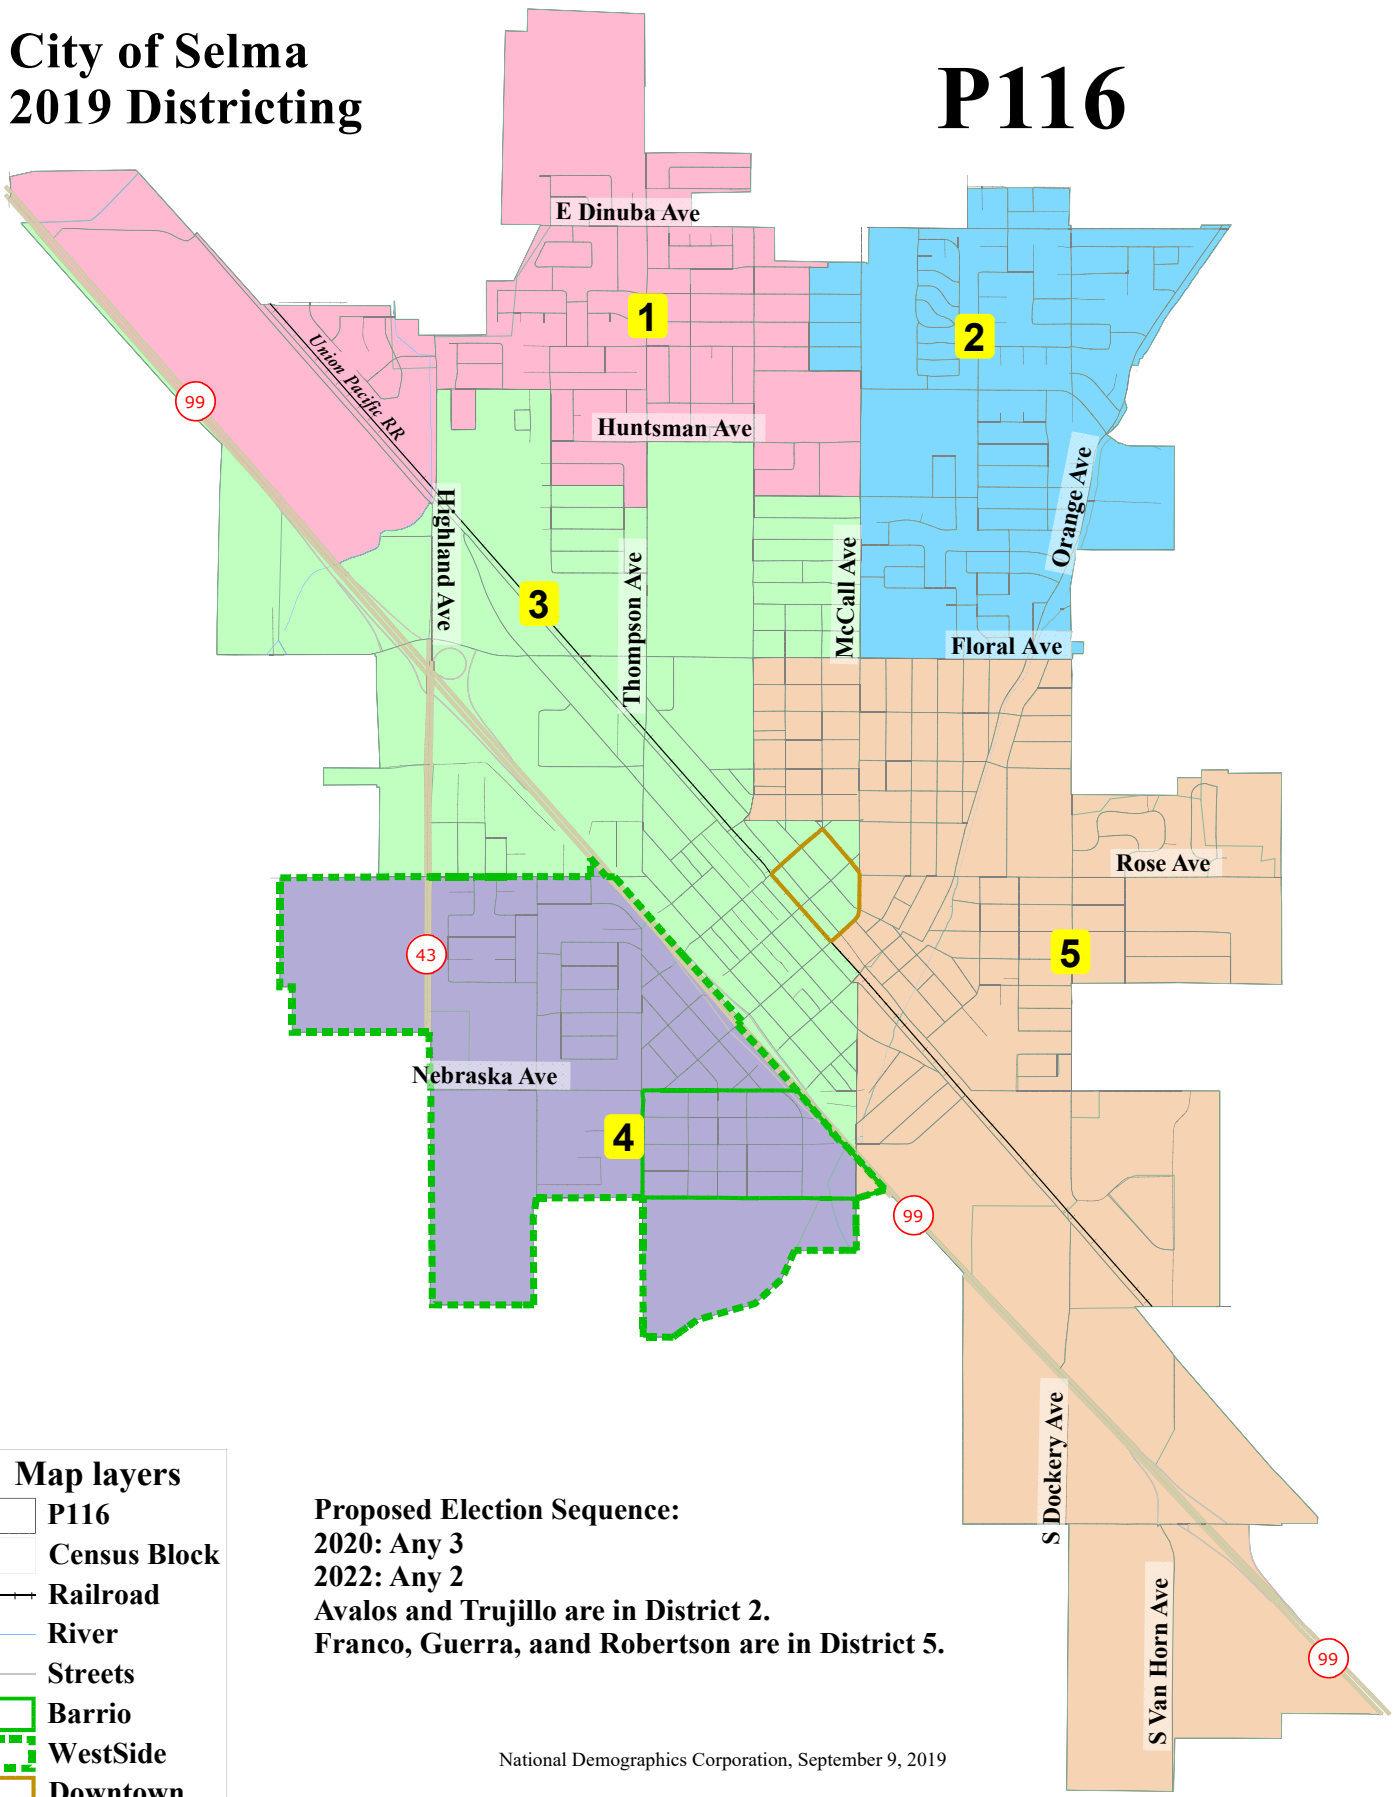 City of Selma
2019 Districting
P116
E Dinuba Ave
1
2
Union Pacific RR
99
Huntsman Ave
Orange Ave
Highland Ave
McCall Ave
Thompson Ave
3
Floral Ave
Rose Ave
43
5
Nebraska Ave
4
99
S Dockery Ave
S Van Horn Ave
99
Map layers
P116
Census Block
Railroad
River
Streets
Barrio
WestSide
Downtown
Proposed Election Sequence:
2020: Any 3
2022: Any 2
Avalos and Trujillo are in District 2.
Franco, Guerra, aand Robertson are in District 5.
National Demographics Corporation, September 9, 2019